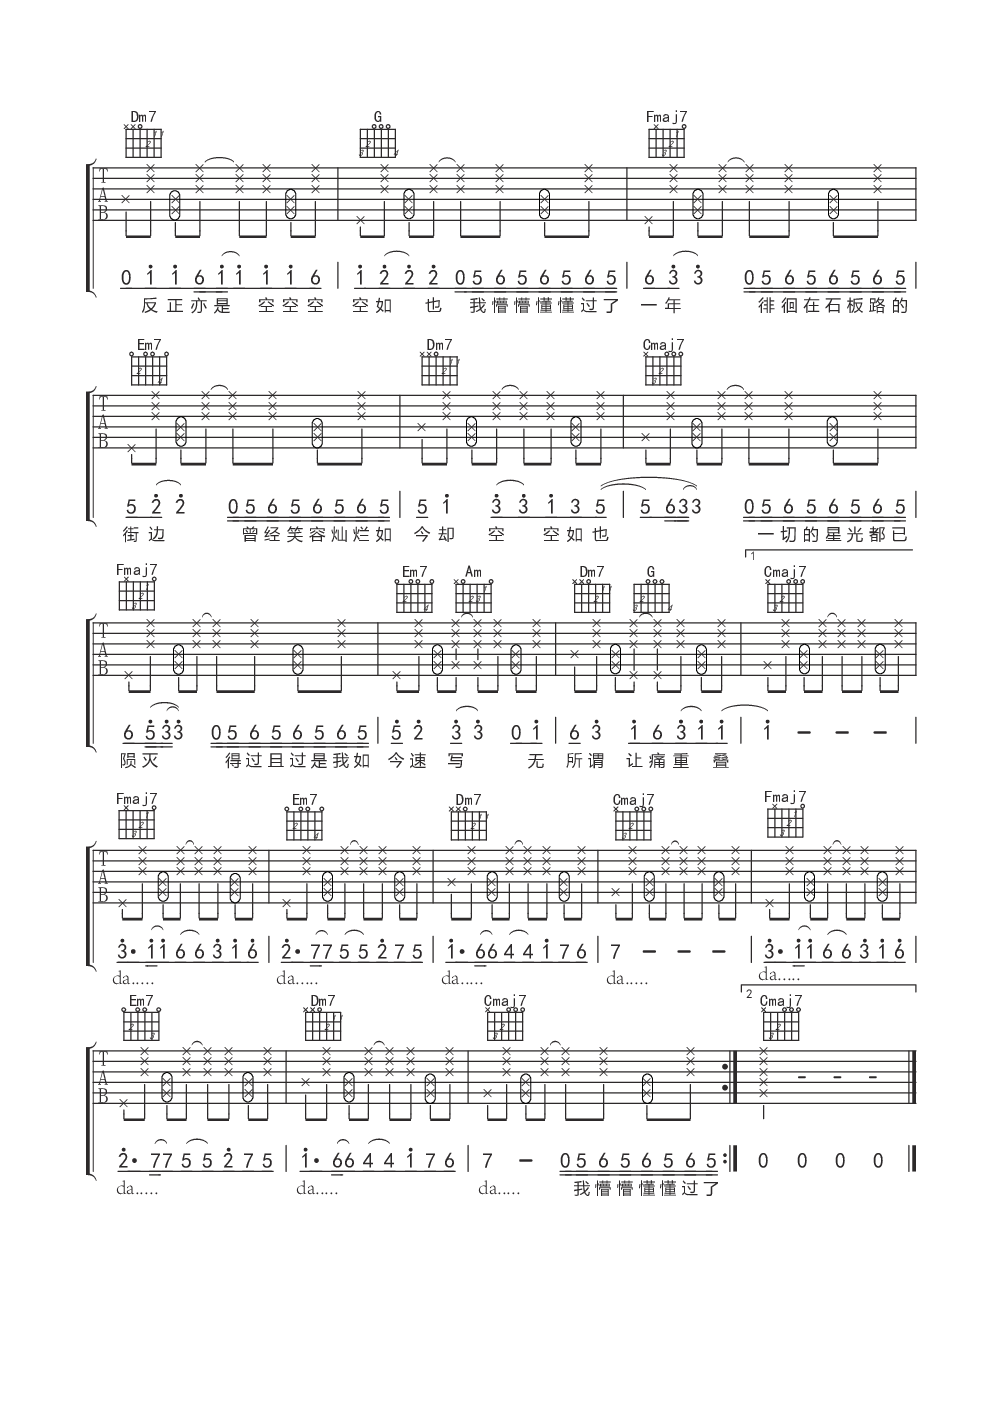 Dm7 G Fmaj7
T A B
0 1 1 6 1 1 1 1 6 | 1 2 2 2 0 5 6 5 6 5 6 5 | 6 3 3 0 5 6 5 6 5 6 5 |
反正亦是 空空空 空如 也 我懵懵懂懂过了 一年 徘徊在石板路的
Em7 Dm7 Cmaj7
T A B
5 2 2 0 5 6 5 6 5 6 5 | 5 1 3 3 1 3 5 | 5 6 3 3 0 5 6 5 6 5 6 5 |
街边 曾经笑容灿烂如 今却 空 空如也 一切的星光都已
1
Fmaj7 Em7 Am Dm7 G Cmaj7
T A B
6 5 3 3 0 5 6 5 6 5 6 5 | 5 2 3 3 0 1 | 6 3 1 6 3 1 1 | 1 - - -
陨灭 得过且过是我如 今速 写 无 所谓 让痛重 叠
Fmaj7 Em7 Dm7 Cmaj7 Fmaj7
T A B
3· 1 1 6 6 3 1 6 | 2· 7 7 5 5 2 7 5 | 1· 6 6 4 4 1 7 6 | 7 - - - | 3· 1 1 6 6 3 1 6 |
da..... da..... da..... da..... da.....
2
Em7 Dm7 Cmaj7 Cmaj7
T A B
2· 7 7 5 5 2 7 5 | 1· 6 6 4 4 1 7 6 | 7 - 0 5 6 5 6 5 6 5 :‖ 0 0 0 0 ‖
da..... da..... da..... 我懵懵懂懂过了